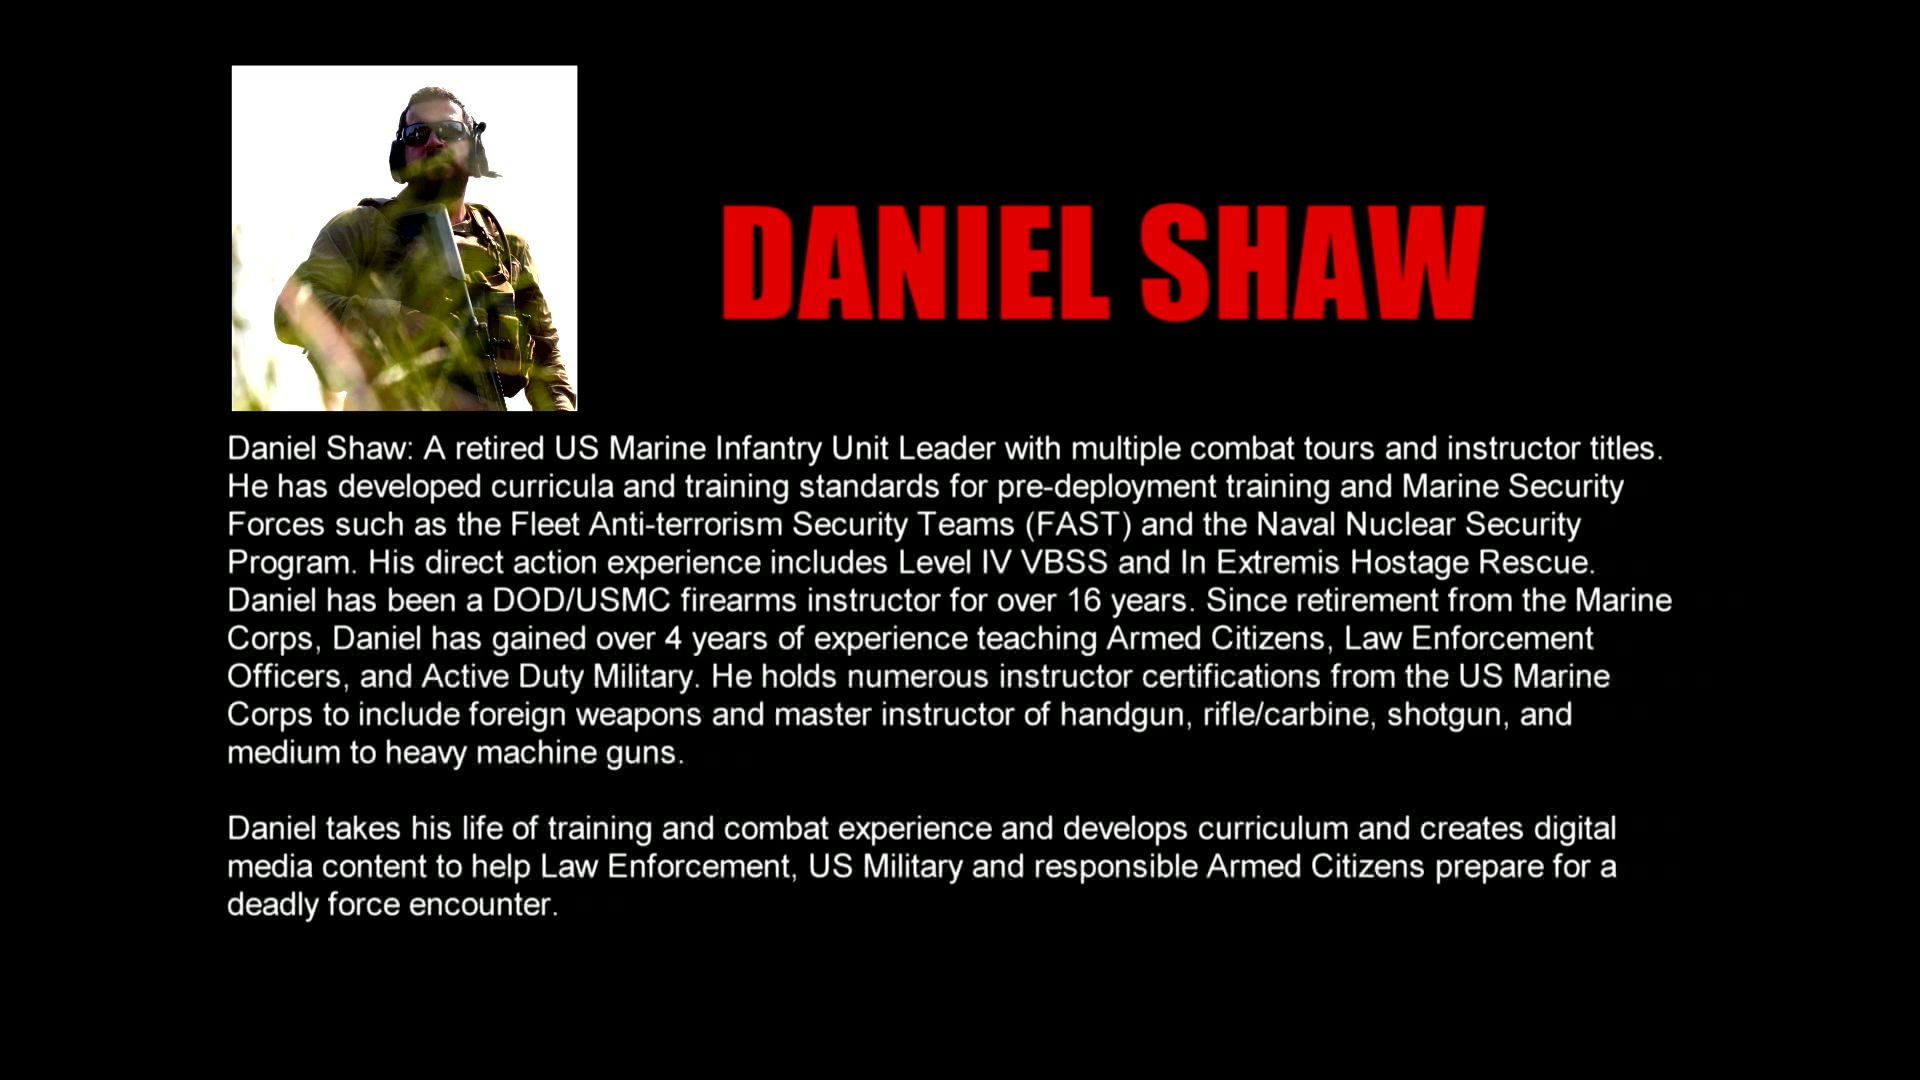 DANIEL SHAW
Daniel Shaw: A retired US Marine Infantry Unit Leader with multiple combat tours and instructor titles.
He has developed curricula and training standards for pre-deployment training and Marine Security
Forces such as the Fleet Anti-terrorism Security Teams (FAST) and the Naval Nuclear Security
Program. His direct action experience includes Level IV VBSS and In Extremis Hostage Rescue.
Daniel has been a DOD/USMC firearms instructor for over 16 years. Since retirement from the Marine
Corps, Daniel has gained over 4 years of experience teaching Armed Citizens, Law Enforcement
Officers, and Active Duty Military. He holds numerous instructor certifications from the US Marine
Corps to include foreign weapons and master instructor of handgun, rifle/carbine, shotgun, and
medium to heavy machine guns.
Daniel takes his life of training and combat experience and develops curriculum and creates digital
media content to help Law Enforcement, US Military and responsible Armed Citizens prepare for a
deadly force encounter.